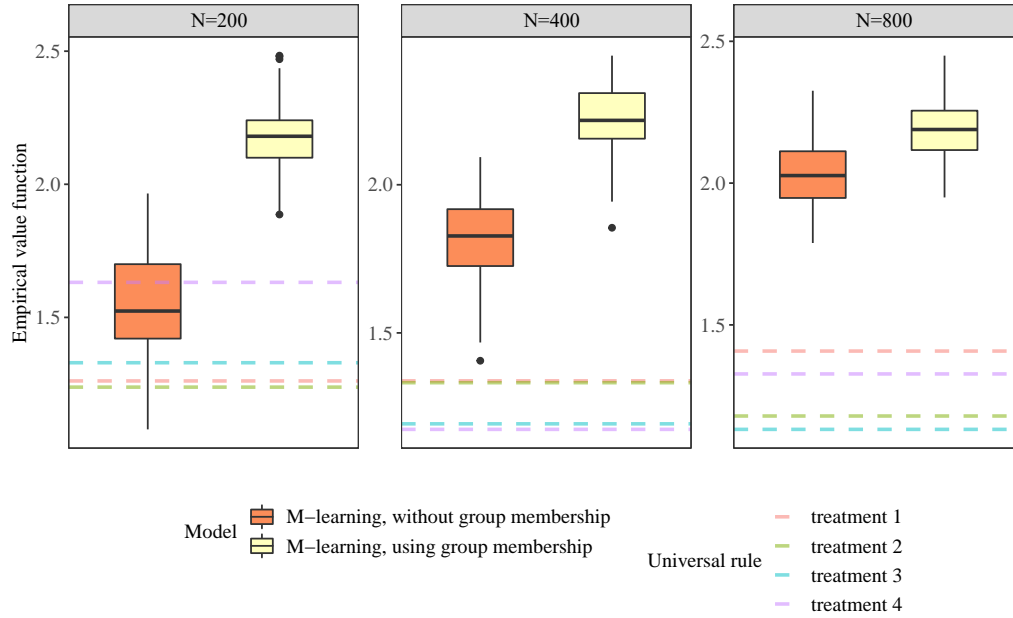 N=200
N=400
N=800
Empirical value function
2.5
2.0
1.5
2.0
1.5
2.5
2.0
1.5
Model
M−learning, without group membership
M−learning, using group membership
Universal rule
treatment 1
treatment 2
treatment 3
treatment 4